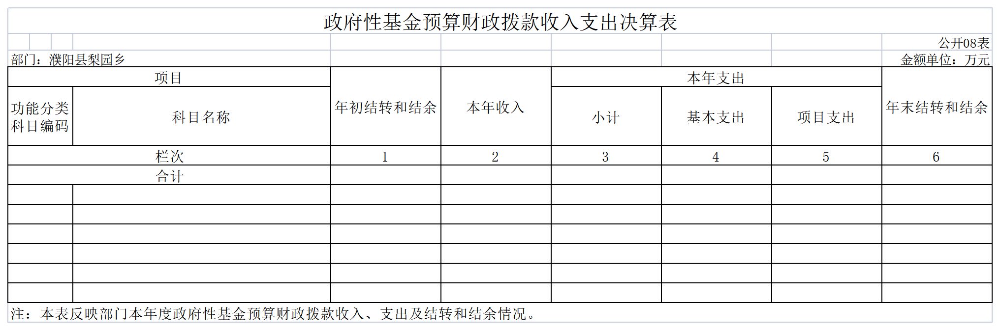 政府性基金预算财政拨款收入支出决算表
公开08表
部门：濮阳县梨园乡 金额单位：万元
项目 年初结转和结余 本年收入 本年支出 年末结转和结余
功能分类
科目编码
科目名称 小计 基本支出 项目支出
栏次 1 2 3 4 5 6
合计
注：本表反映部门本年度政府性基金预算财政拨款收入、支出及结转和结余情况。